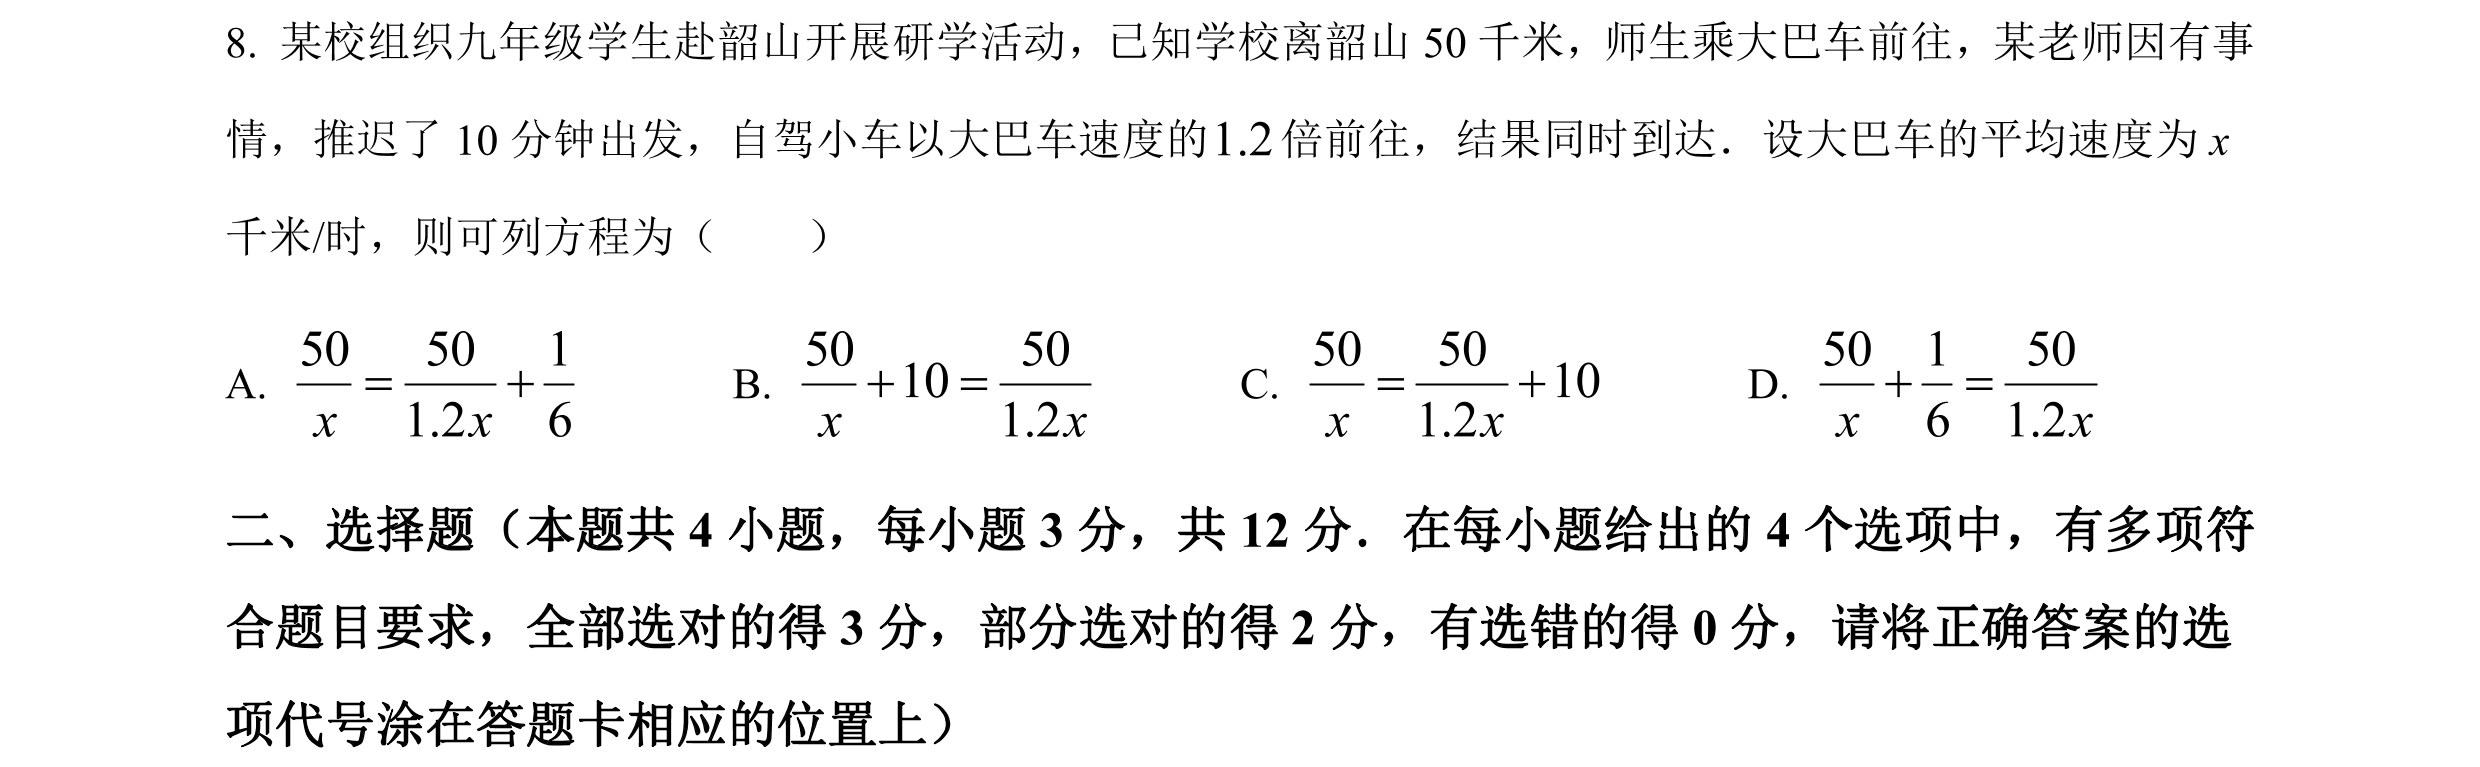 8. 某校组织九年级学生赴韶山开展研学活动，已知学校离韶山 50 千米，师生乘大巴车前往，某老师因有事
情，推迟了 10 分钟出发，自驾小车以大巴车速度的1.2倍前往，结果同时到达．设大巴车的平均速度为 x
千米/时，则可列方程为（　　）
A. 50/x = 50/1.2x + 1/6 B. 50/x + 10 = 50/1.2x C. 50/x = 50/1.2x + 10 D. 50/x + 1/6 = 50/1.2x
二、选择题（本题共 4 小题，每小题 3 分，共 12 分．在每小题给出的 4 个选项中，有多项符
合题目要求，全部选对的得 3 分，部分选对的得 2 分，有选错的得 0 分，请将正确答案的选
项代号涂在答题卡相应的位置上）